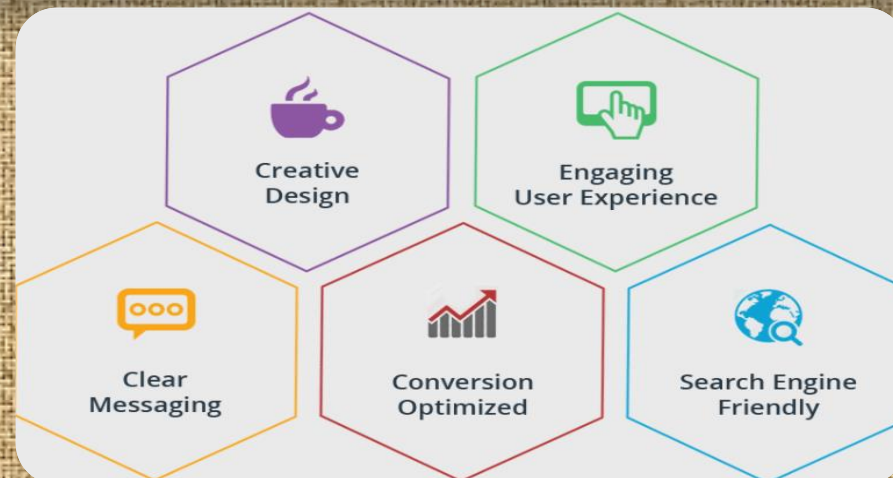 Creative
Design
Engaging
User Experience
Clear
Messaging
Conversion
Optimized
Search Engine
Friendly